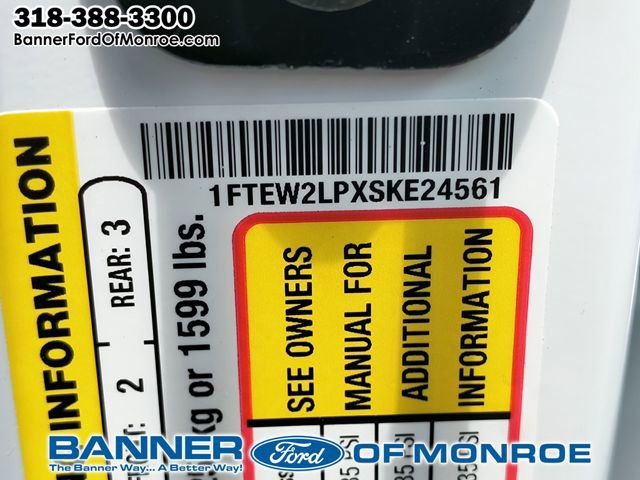 318-388-3300
BannerFordOfMonroe.com
1FTEW2LPXSKE24561
INFORMATION
REAR: 3
2
kg or 1599 lbs.
SEE OWNERS
MANUAL FOR
ADDITIONAL
INFORMATION
BANNER Ford OF MONROE
The Banner Way... A Better Way!